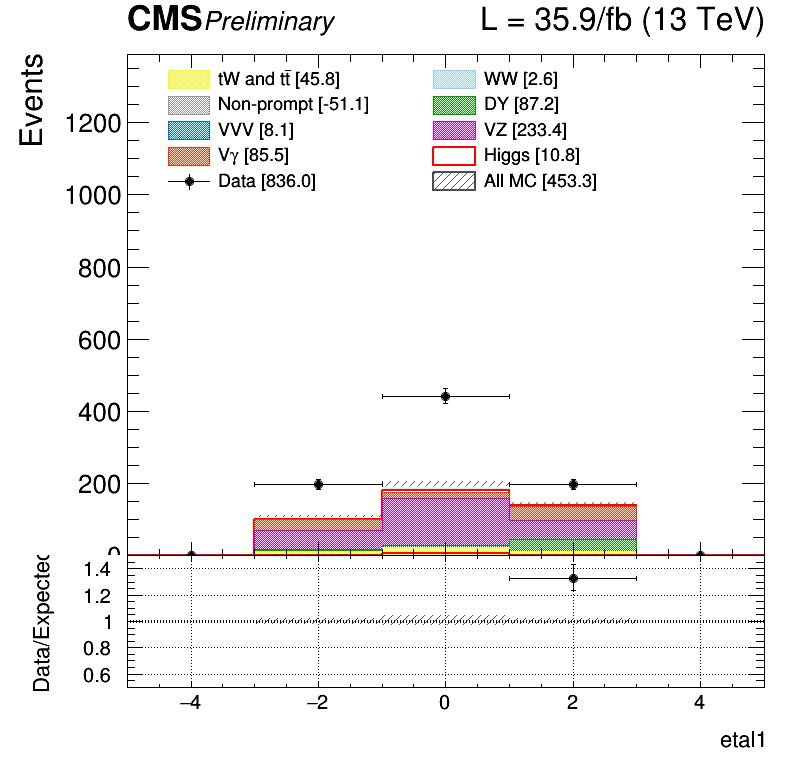 CMS Preliminary L = 35.9/fb (13 TeV)
Events
tW and tt̄ [45.8]
Non-prompt [-51.1]
VVV [8.1]
Vγ [85.5]
Data [836.0]
WW [2.6]
DY [87.2]
VZ [233.4]
Higgs [10.8]
All MC [453.3]
1200
1000
800
600
400
200
0
Data/Expected
1.4
1.2
1
0.8
0.6
−4 −2 0 2 4
etal1